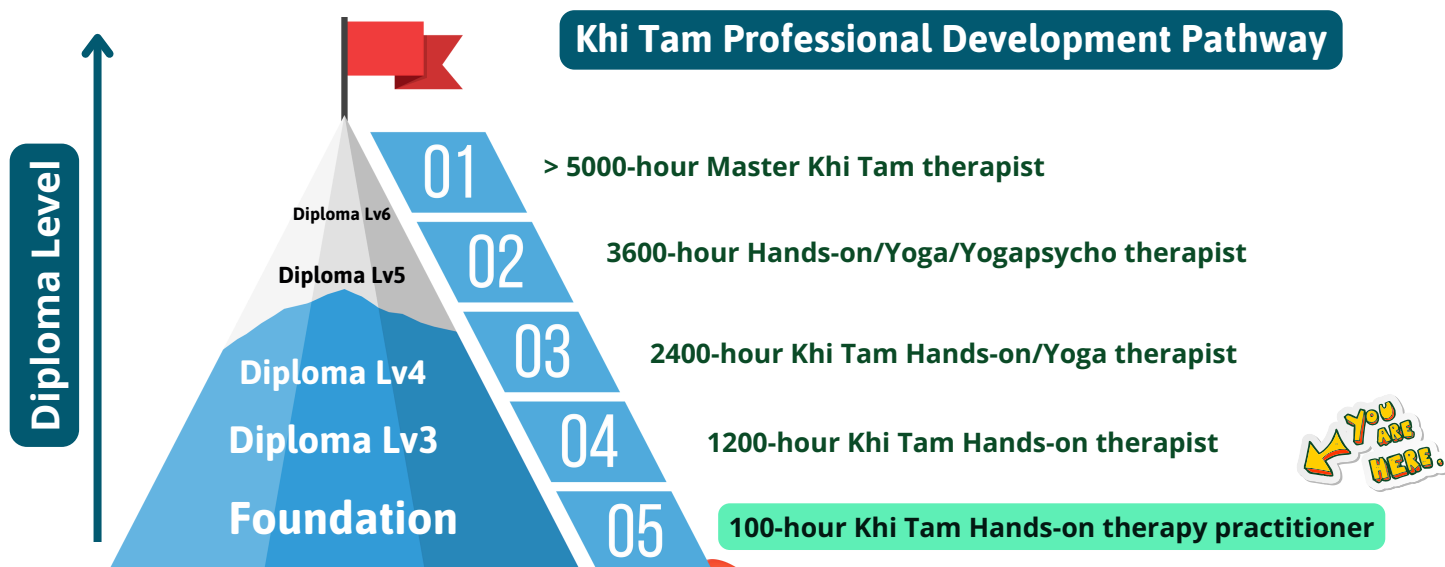 Khi Tam Professional Development Pathway
Diploma Level
01
> 5000-hour Master Khi Tam therapist
Diploma Lv6
02
3600-hour Hands-on/Yoga/Yogapsycho therapist
Diploma Lv5
03
2400-hour Khi Tam Hands-on/Yoga therapist
Diploma Lv4
04
1200-hour Khi Tam Hands-on therapist
Diploma Lv3
YOU
ARE
HERE.
05
100-hour Khi Tam Hands-on therapy practitioner
Foundation